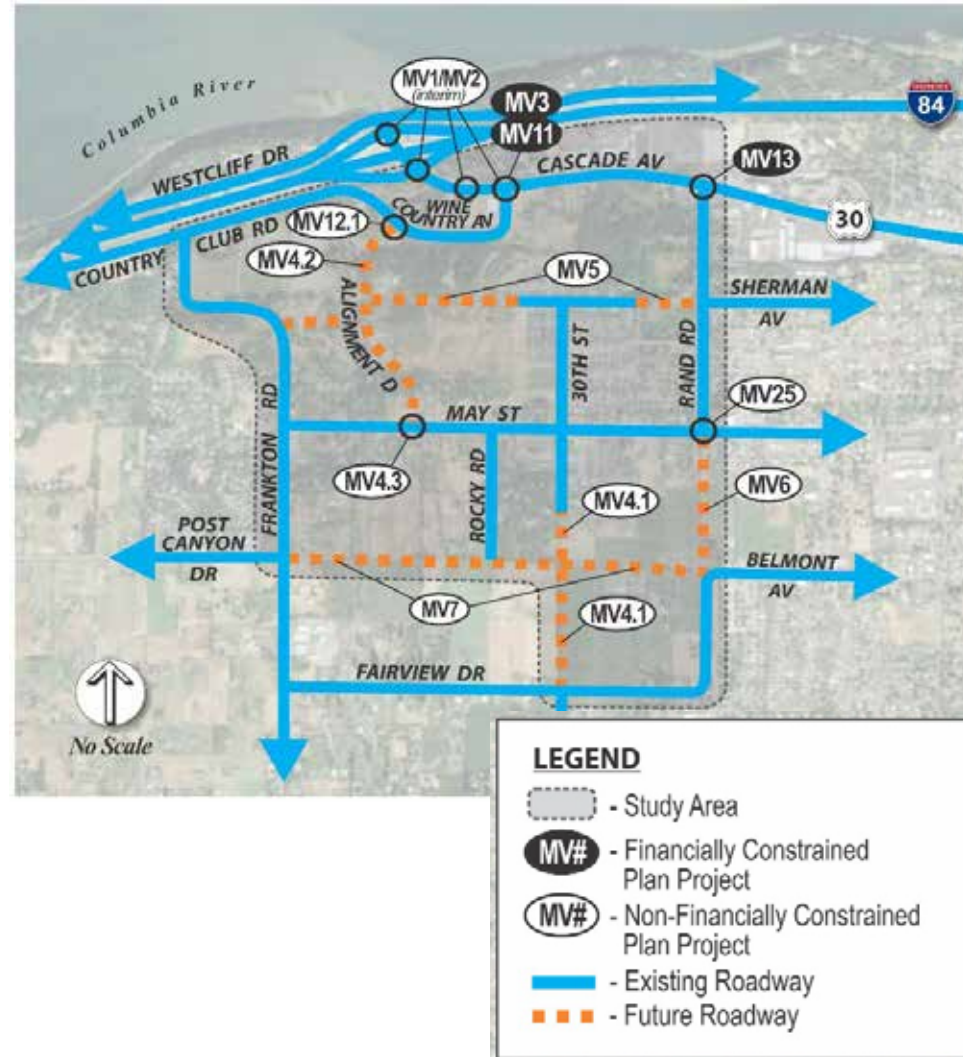 Columbia River
MV1/MV2
(interim)
MV3
MV11
INTERSTATE
84
WESTCLIFF DR
CASCADE AV
MV13
WINE
COUNTRY AV
30
MV12.1
COUNTRY CLUB RD
MV4.2
MV5
ALIGNMENT D
SHERMAN
AV
30TH ST
RAND RD
MAY ST
MV25
FRANKTON RD
MV4.3
ROCKY RD
MV4.1
MV6
POST
CANYON
DR
BELMONT
AV
MV7
MV4.1
FAIRVIEW DR
No Scale
LEGEND
- Study Area
MV# - Financially Constrained
Plan Project
MV# - Non-Financially Constrained
Plan Project
- Existing Roadway
- Future Roadway